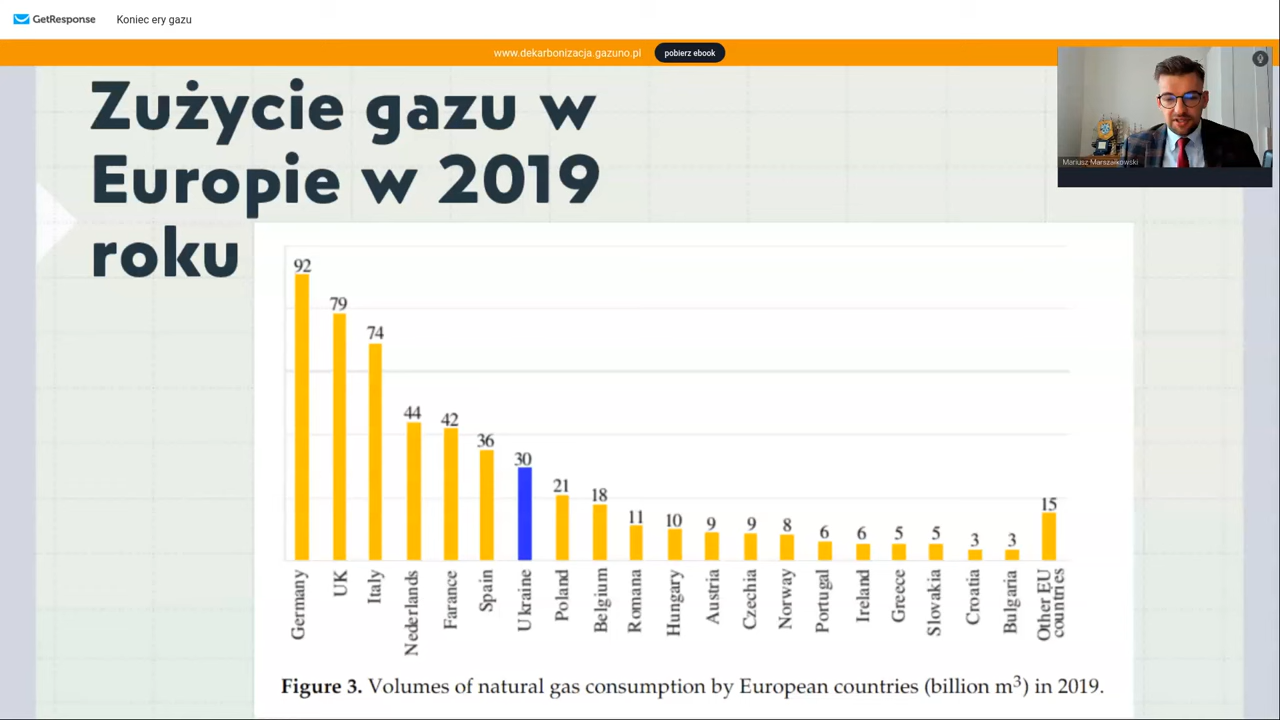 GetResponse
Koniec ery gazu
www.dekarbonizacja.gazuno.pl
pobierz ebook
Mariusz Marszałkowski
Zużycie gazu w
Europie w 2019
roku
92
79
74
44
42
36
30
21
18
11
10
9
9
8
6
6
5
5
3
3
15
Germany
UK
Italy
Nederlands
Farance
Spain
Ukraine
Poland
Belgium
Romana
Hungary
Austria
Czechia
Norway
Portugal
Ireland
Greece
Slovakia
Croatia
Bulgaria
Other EU
countries
Figure 3. Volumes of natural gas consumption by European countries (billion m³) in 2019.